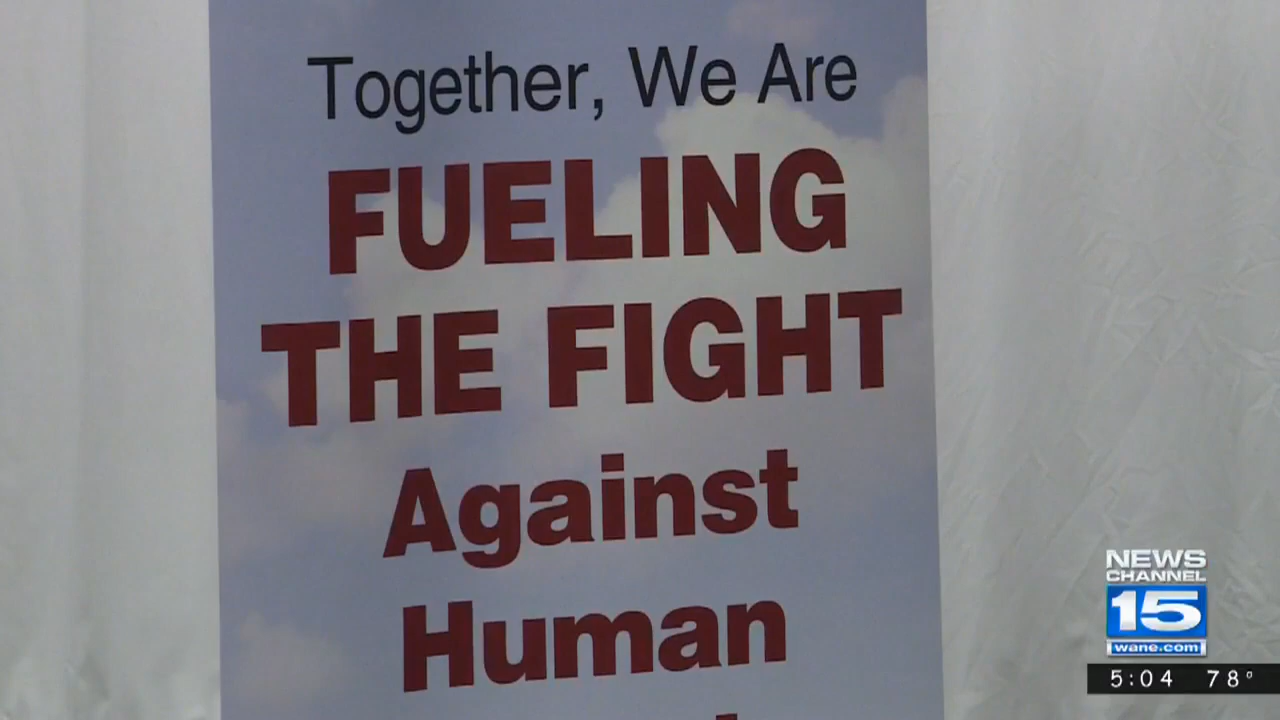 Together, We Are
FUELING
THE FIGHT
Against
Human
NEWS
CHANNEL
15
wane.com
5:04 78°